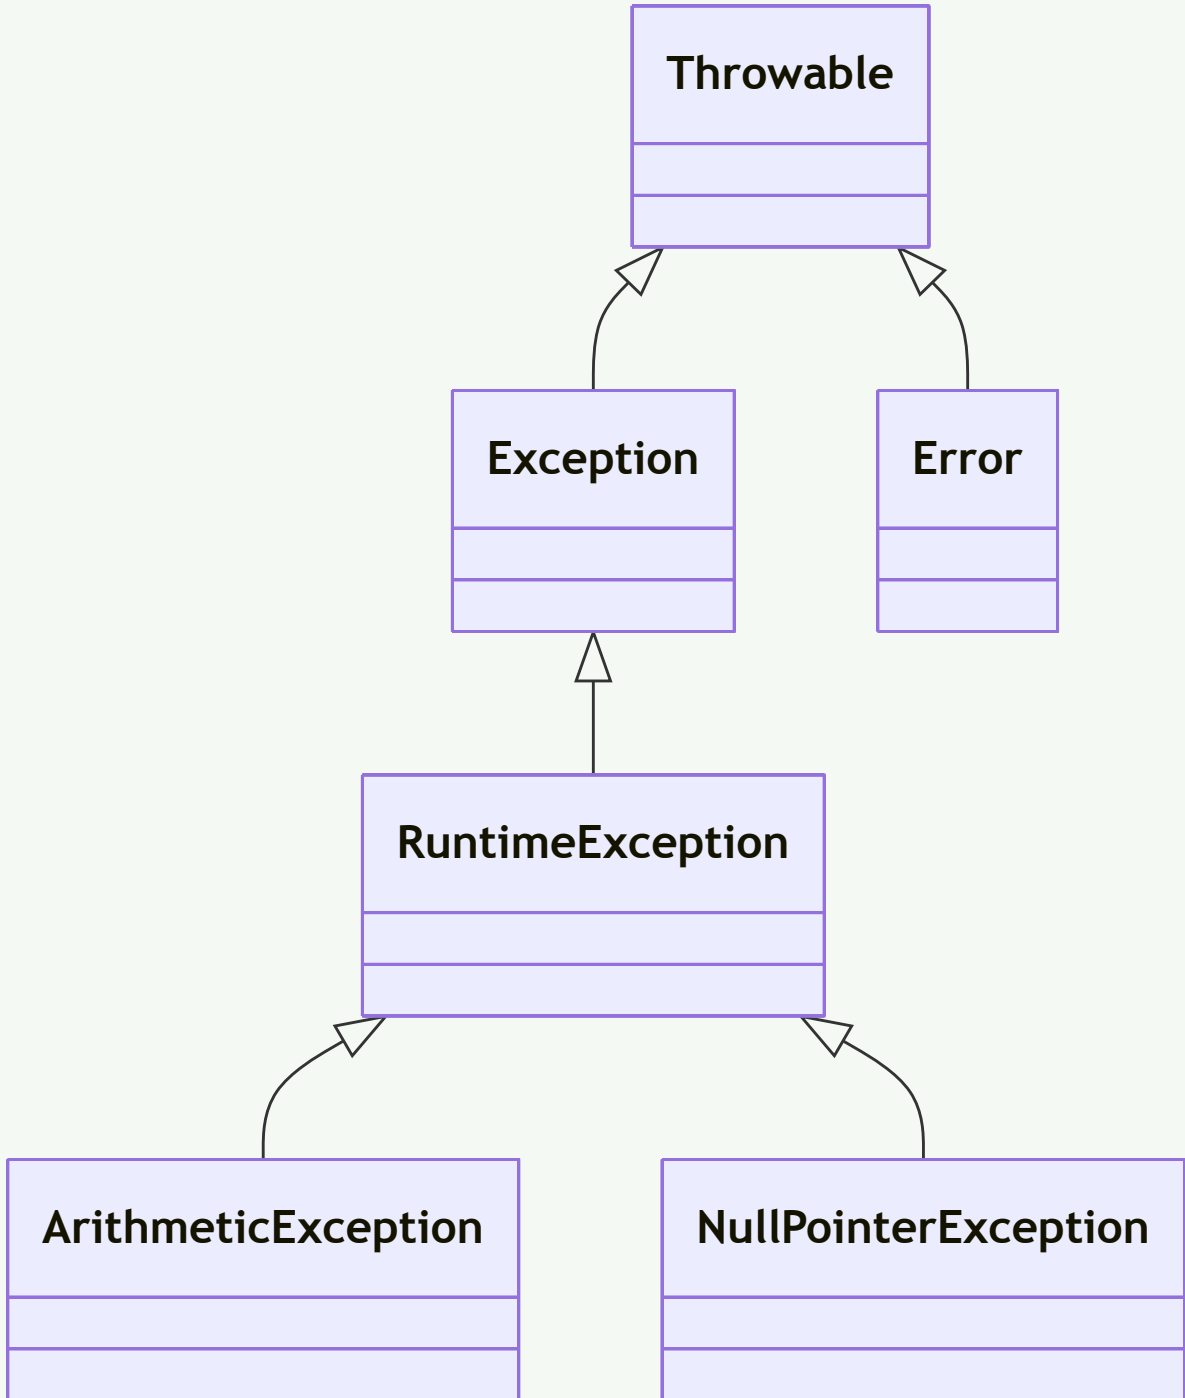 Throwable
Exception
Error
RuntimeException
ArithmeticException
NullPointerException